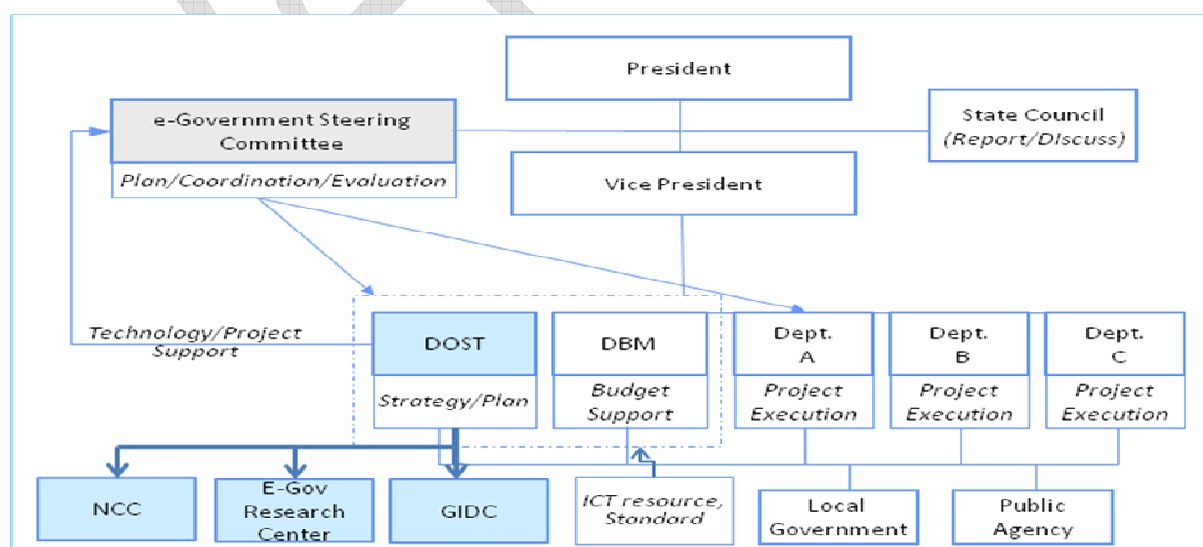 President
e-Government Steering
Committee
Plan/Coordination/Evaluation
State Council
(Report/DIscuss)
Vice President
Technology/Project
Support
DOST
Strategy/Plan
DBM
Budget
Support
Dept.
A
Project
Execution
Dept.
B
Project
Execution
Dept.
C
Project
Execution
NCC
E-Gov
Research
Center
GIDC
ICT resource,
Standard
Local
Government
Public
Agency